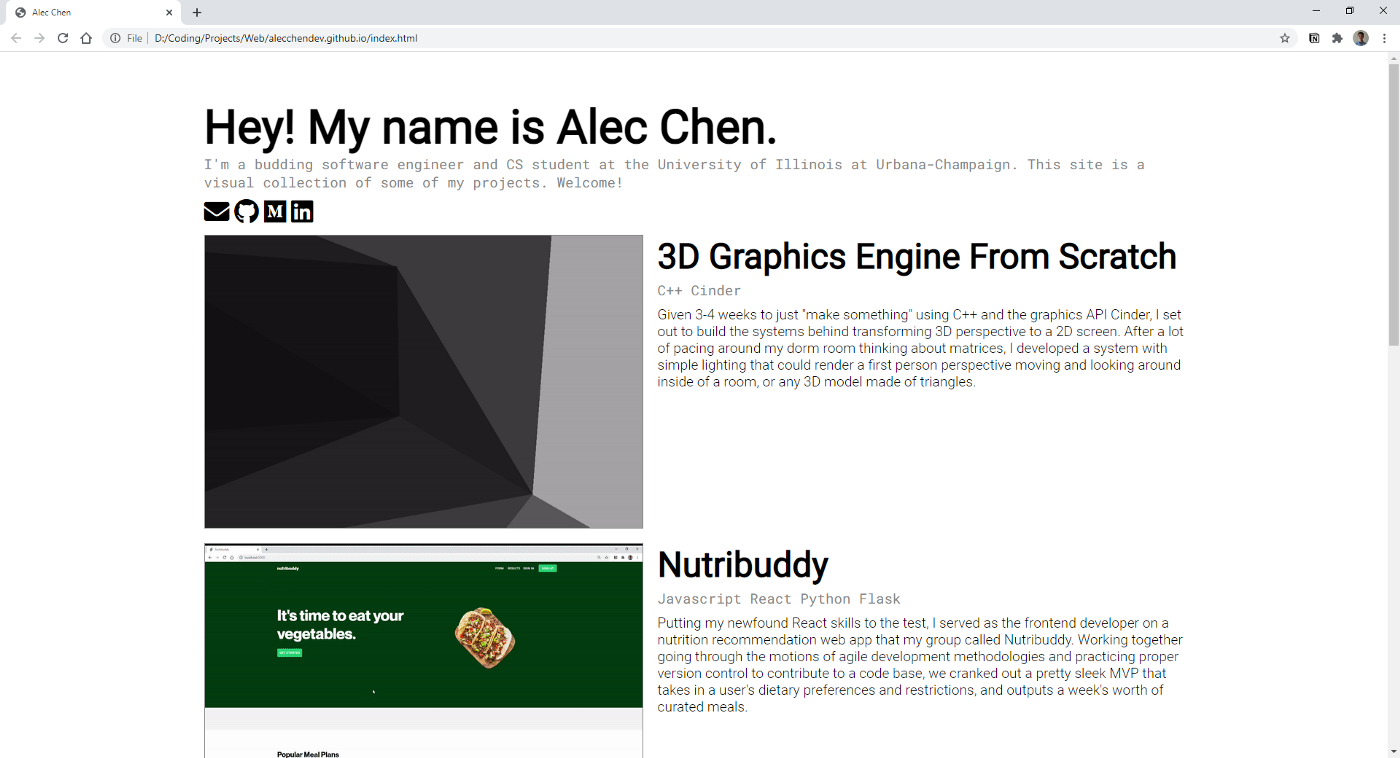 Alec Chen
File
D:/Coding/Projects/Web/alecchendev.github.io/index.html
Hey! My name is Alec Chen.
I'm a budding software engineer and CS student at the University of Illinois at Urbana-Champaign. This site is a
visual collection of some of my projects. Welcome!
M
in
3D Graphics Engine From Scratch
C++ Cinder
Given 3-4 weeks to just "make something" using C++ and the graphics API Cinder, I set
out to build the systems behind transforming 3D perspective to a 2D screen. After a lot
of pacing around my dorm room thinking about matrices, I developed a system with
simple lighting that could render a first person perspective moving and looking around
inside of a room, or any 3D model made of triangles.
nutribuddy
SIGN IN
It's time to eat your
vegetables.
GET STARTED
Popular Meal Plans
Nutribuddy
Javascript React Python Flask
Putting my newfound React skills to the test, I served as the frontend developer on a
nutrition recommendation web app that my group called Nutribuddy. Working together
going through the motions of agile development methodologies and practicing proper
version control to contribute to a code base, we cranked out a pretty sleek MVP that
takes in a user's dietary preferences and restrictions, and outputs a week's worth of
curated meals.